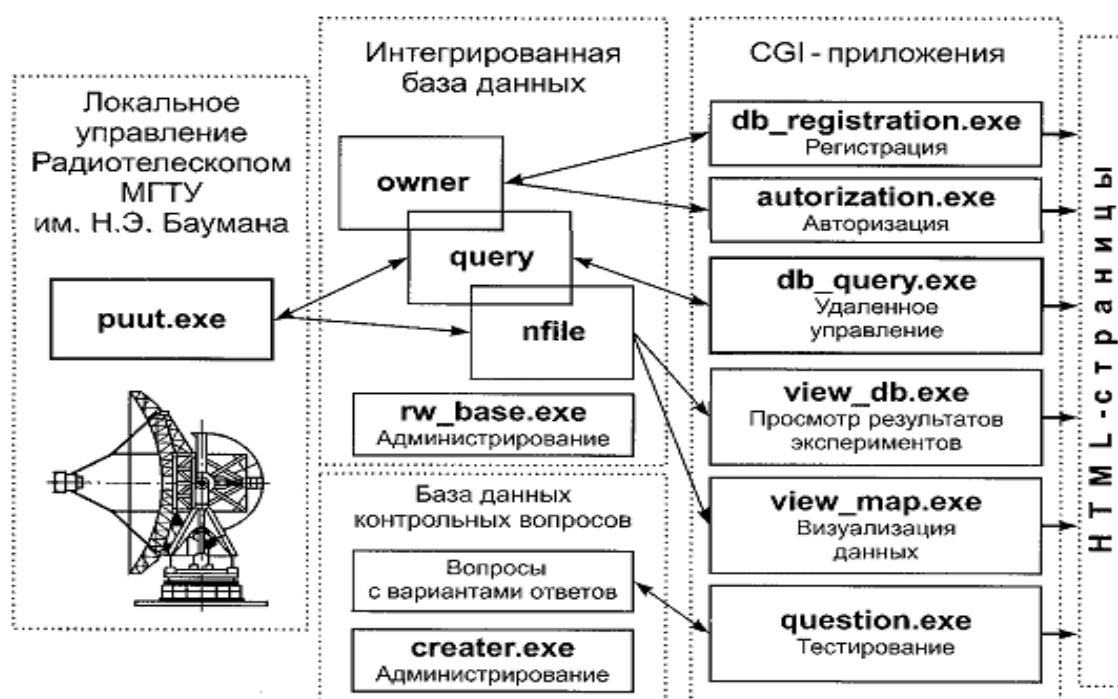 Локальное
управление
Радиотелескопом
МГТУ
им. Н.Э. Баумана
puut.exe
Интегрированная
база данных
owner
query
nfile
rw_base.exe
Администрирование
База данных
контрольных вопросов
Вопросы
с вариантами ответов
creater.exe
Администрирование
CGI - приложения
db_registration.exe
Регистрация
autorization.exe
Авторизация
db_query.exe
Удаленное
управление
view_db.exe
Просмотр результатов
экспериментов
view_map.exe
Визуализация
данных
question.exe
Тестирование
HTML-страницы